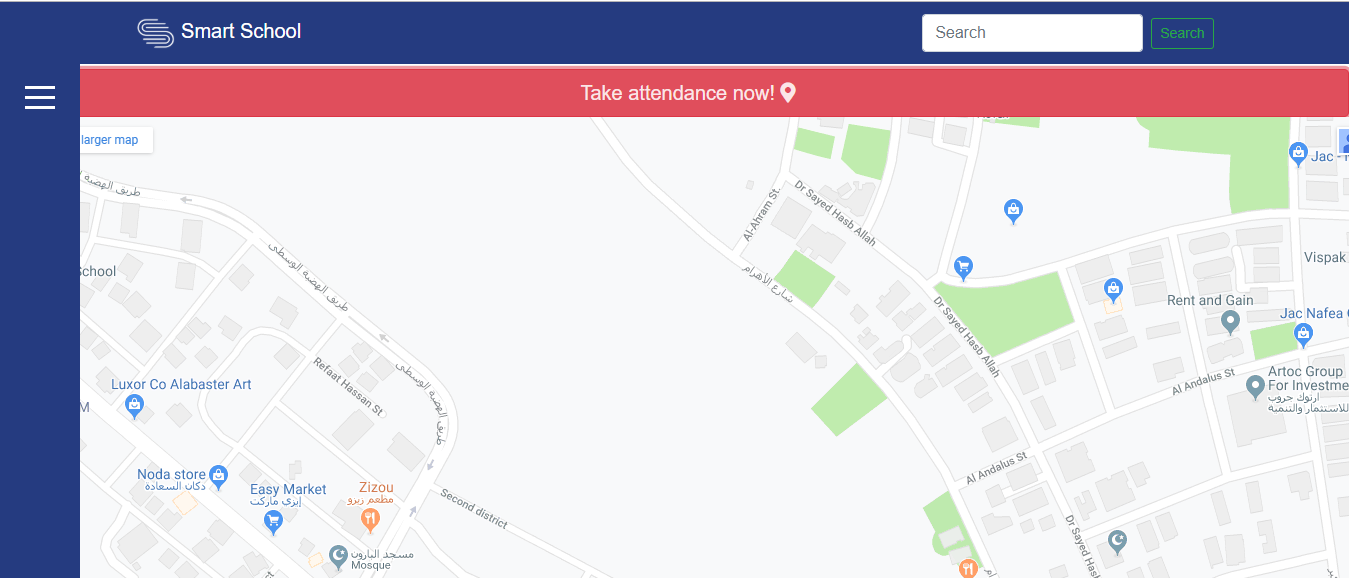 Smart School
Search
Search
Take attendance now!
larger map
طريق الهضبة
Jac -
Al-Ahram St.
Dr Sayed Hasb Allah
طريق الهضبة الوسطى
شارع الأهرام
School
Vispak
Rent and Gain
Jac Nafea
Dr Sayed Hasb Allah
Refaat Hassan St
طريق الهضبة الوسطى
Luxor Co Alabaster Art
Al Andalus St
Artoc Group
For Investme
ارتوك جروب
للاستثمار والتنمية
M
Al Andalus St
Noda store
دكان السعادة
Easy Market
إيزي ماركت
Zizou
مطعم زيزو
Second district
Dr Sayed Hasb
مسجد البارون
Mosque